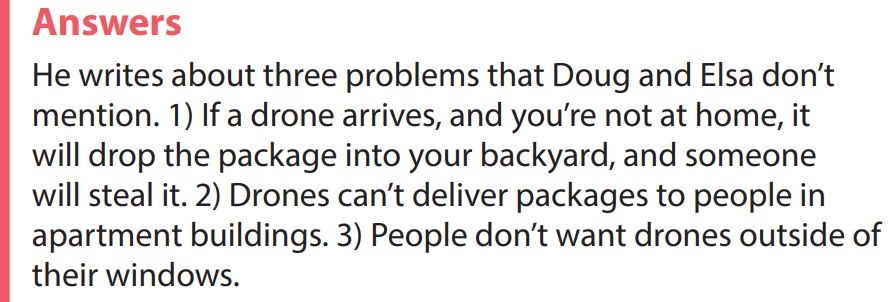 Answers
He writes about three problems that Doug and Elsa don’t
mention. 1) If a drone arrives, and you’re not at home, it
will drop the package into your backyard, and someone
will steal it. 2) Drones can’t deliver packages to people in
apartment buildings. 3) People don’t want drones outside of
their windows.